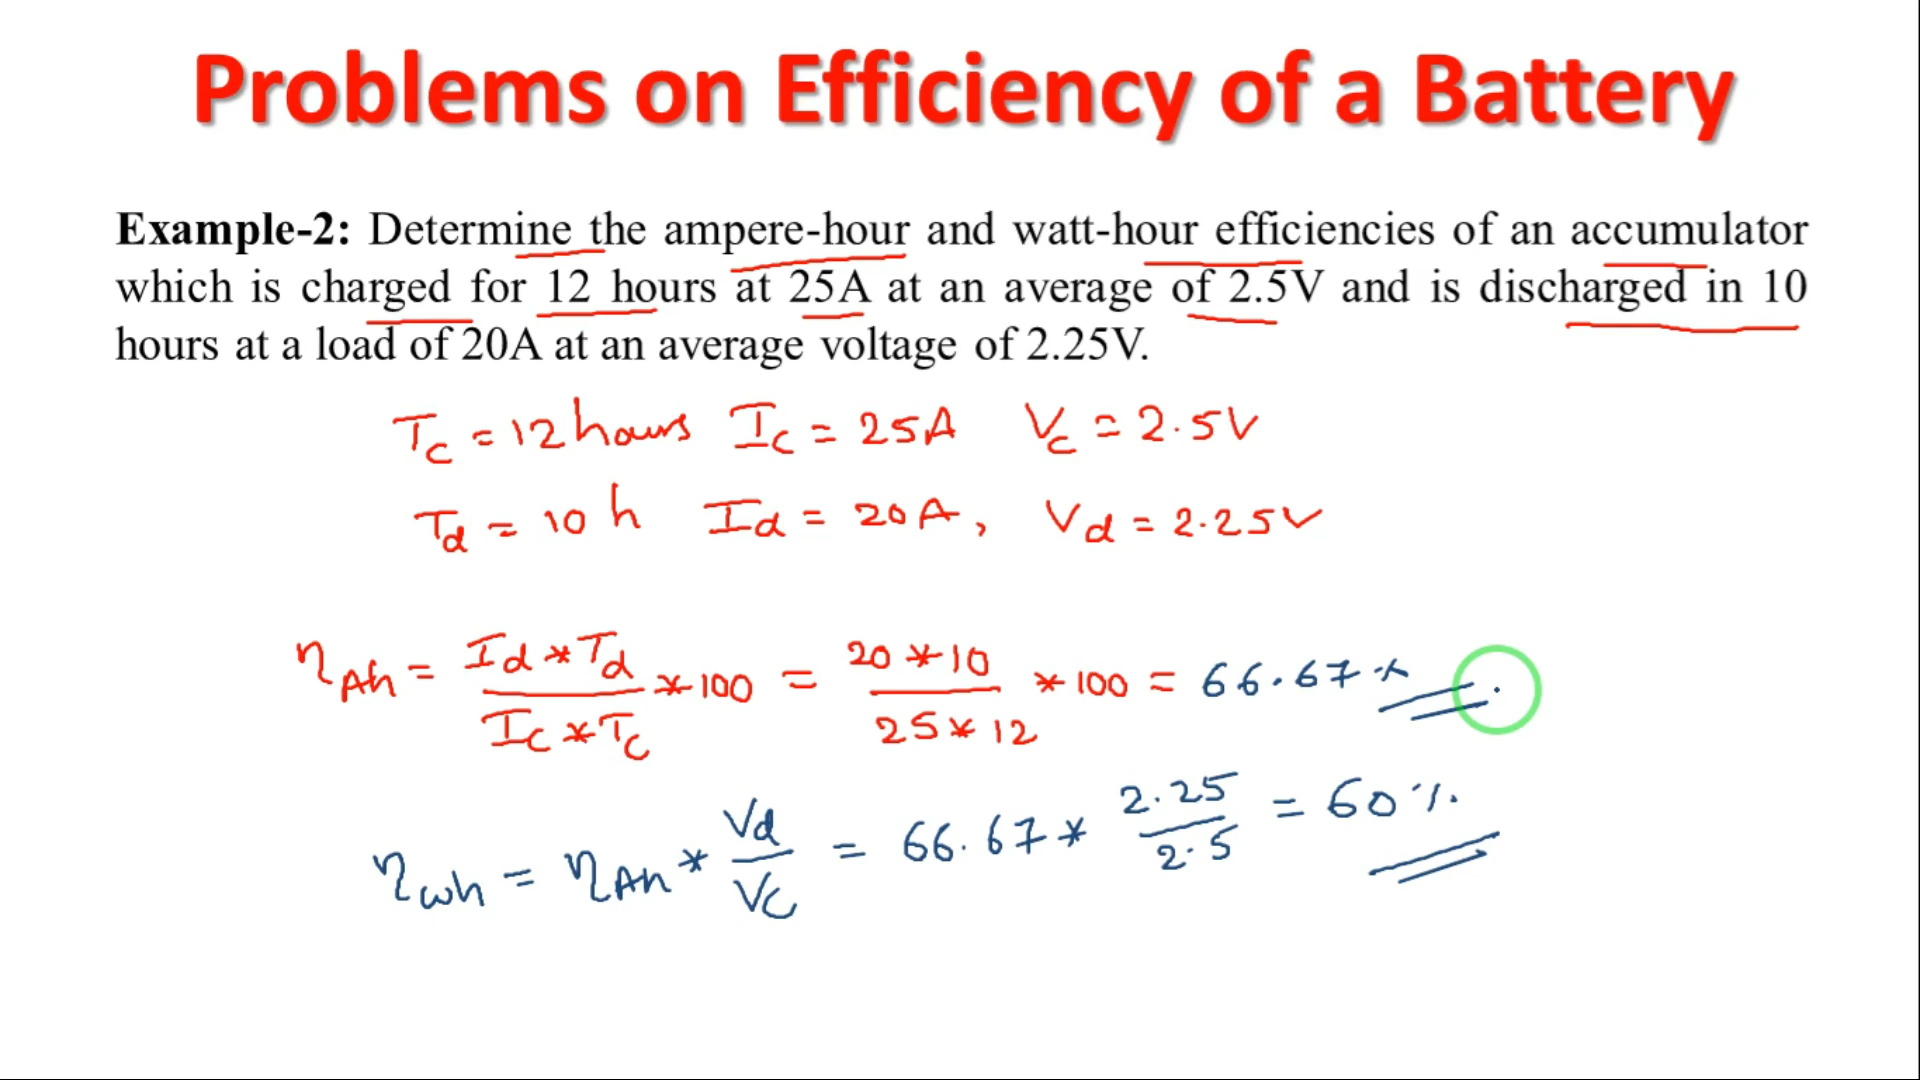 Problems on Efficiency of a Battery
Example-2: Determine the ampere-hour and watt-hour efficiencies of an accumulator
which is charged for 12 hours at 25A at an average of 2.5V and is discharged in 10
hours at a load of 20A at an average voltage of 2.25V.
Tc = 12 hours Ic = 25A Vc = 2.5V
Td = 10 h Id = 20A, Vd = 2.25V
ηAh = Id * Td / Ic * Tc * 100 = 20 * 10 / 25 * 12 * 100 = 66.67 %
ηwh = ηAh * Vd / Vc = 66.67 * 2.25 / 2.5 = 60 %.